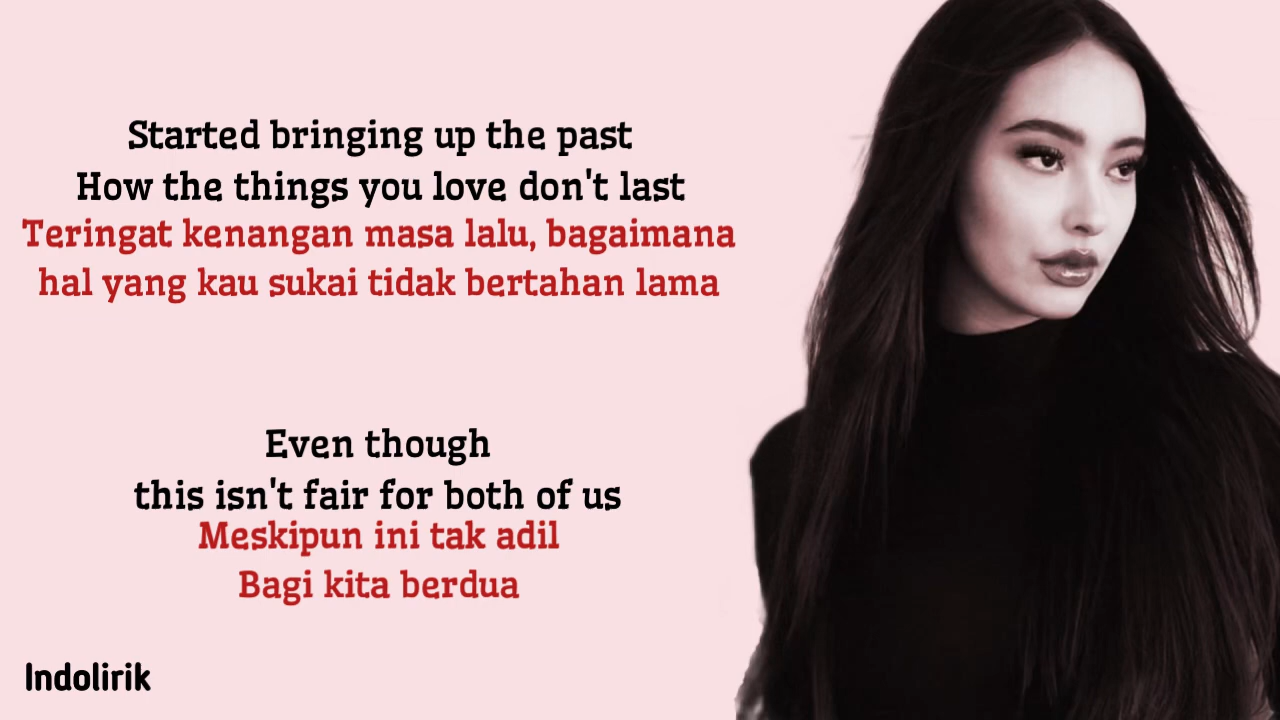 Started bringing up the past
How the things you love don't last
Teringat kenangan masa lalu, bagaimana
hal yang kau sukai tidak bertahan lama
Even though
this isn't fair for both of us
Meskipun ini tak adil
Bagi kita berdua
Indolirik